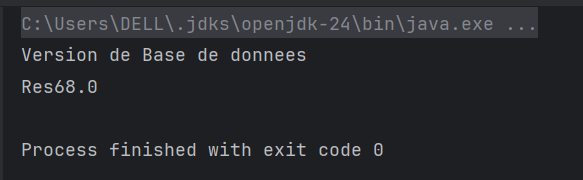 C:\Users\DELL\.jdks\openjdk-24\bin\java.exe ...
Version de Base de donnees
Res68.0
Process finished with exit code 0